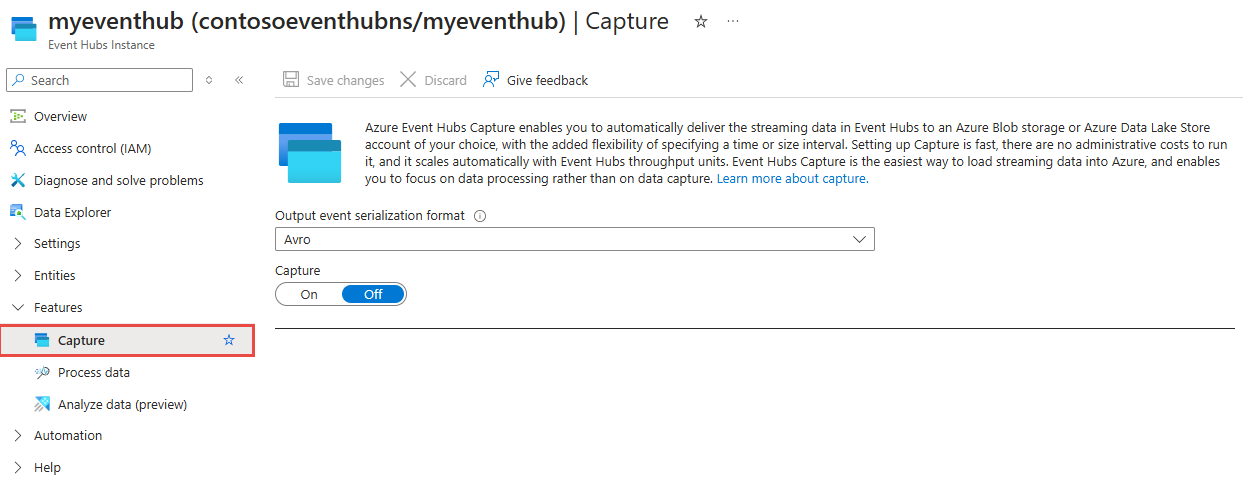 myeventhub (contosoeventhubns/myeventhub) | Capture
Event Hubs Instance
Search
Save changes
Discard
Give feedback
Overview
Access control (IAM)
Diagnose and solve problems
Data Explorer
Settings
Entities
Features
Capture
Process data
Analyze data (preview)
Automation
Help
Azure Event Hubs Capture enables you to automatically deliver the streaming data in Event Hubs to an Azure Blob storage or Azure Data Lake Store
account of your choice, with the added flexibility of specifying a time or size interval. Setting up Capture is fast, there are no administrative costs to run
it, and it scales automatically with Event Hubs throughput units. Event Hubs Capture is the easiest way to load streaming data into Azure, and enables
you to focus on data processing rather than on data capture. Learn more about capture.
Output event serialization format
Avro
Capture
On
Off